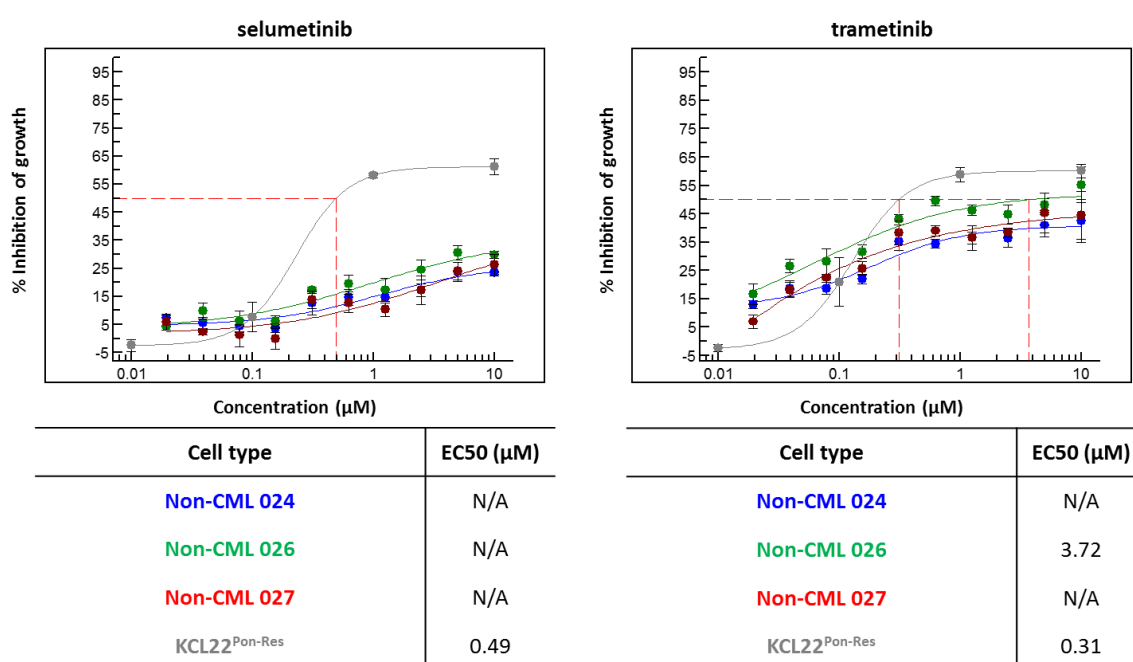 selumetinib
% Inhibition of growth
95
85
75
65
55
45
35
25
15
5
-5
0.01 0.1 1 10
Concentration (µM)
Cell type EC50 (µM)
Non-CML 024 N/A
Non-CML 026 N/A
Non-CML 027 N/A
KCL22Pon-Res 0.49
trametinib
% Inhibition of growth
95
85
75
65
55
45
35
25
15
5
-5
0.01 0.1 1 10
Concentration (µM)
Cell type EC50 (µM)
Non-CML 024 N/A
Non-CML 026 3.72
Non-CML 027 N/A
KCL22Pon-Res 0.31